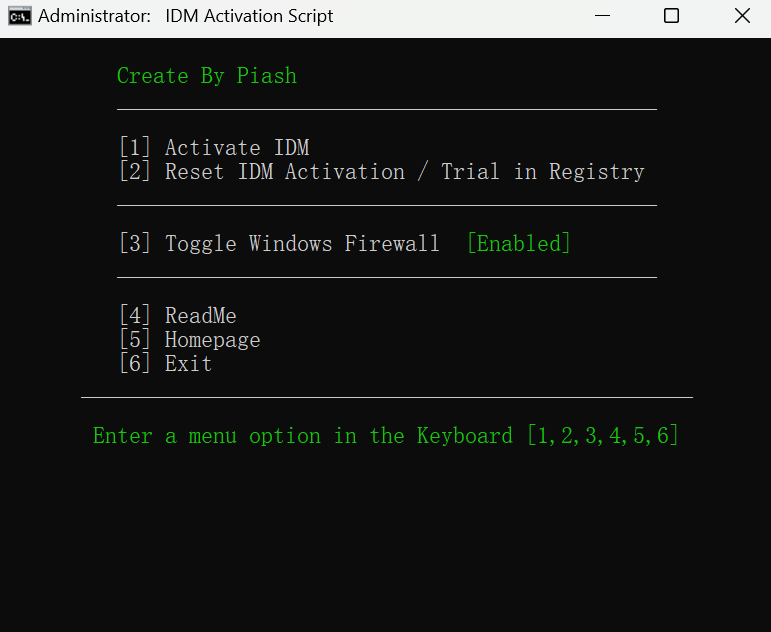 Administrator: IDM Activation Script
Create By Piash
[1] Activate IDM
[2] Reset IDM Activation / Trial in Registry
[3] Toggle Windows Firewall [Enabled]
[4] ReadMe
[5] Homepage
[6] Exit
Enter a menu option in the Keyboard [1,2,3,4,5,6]